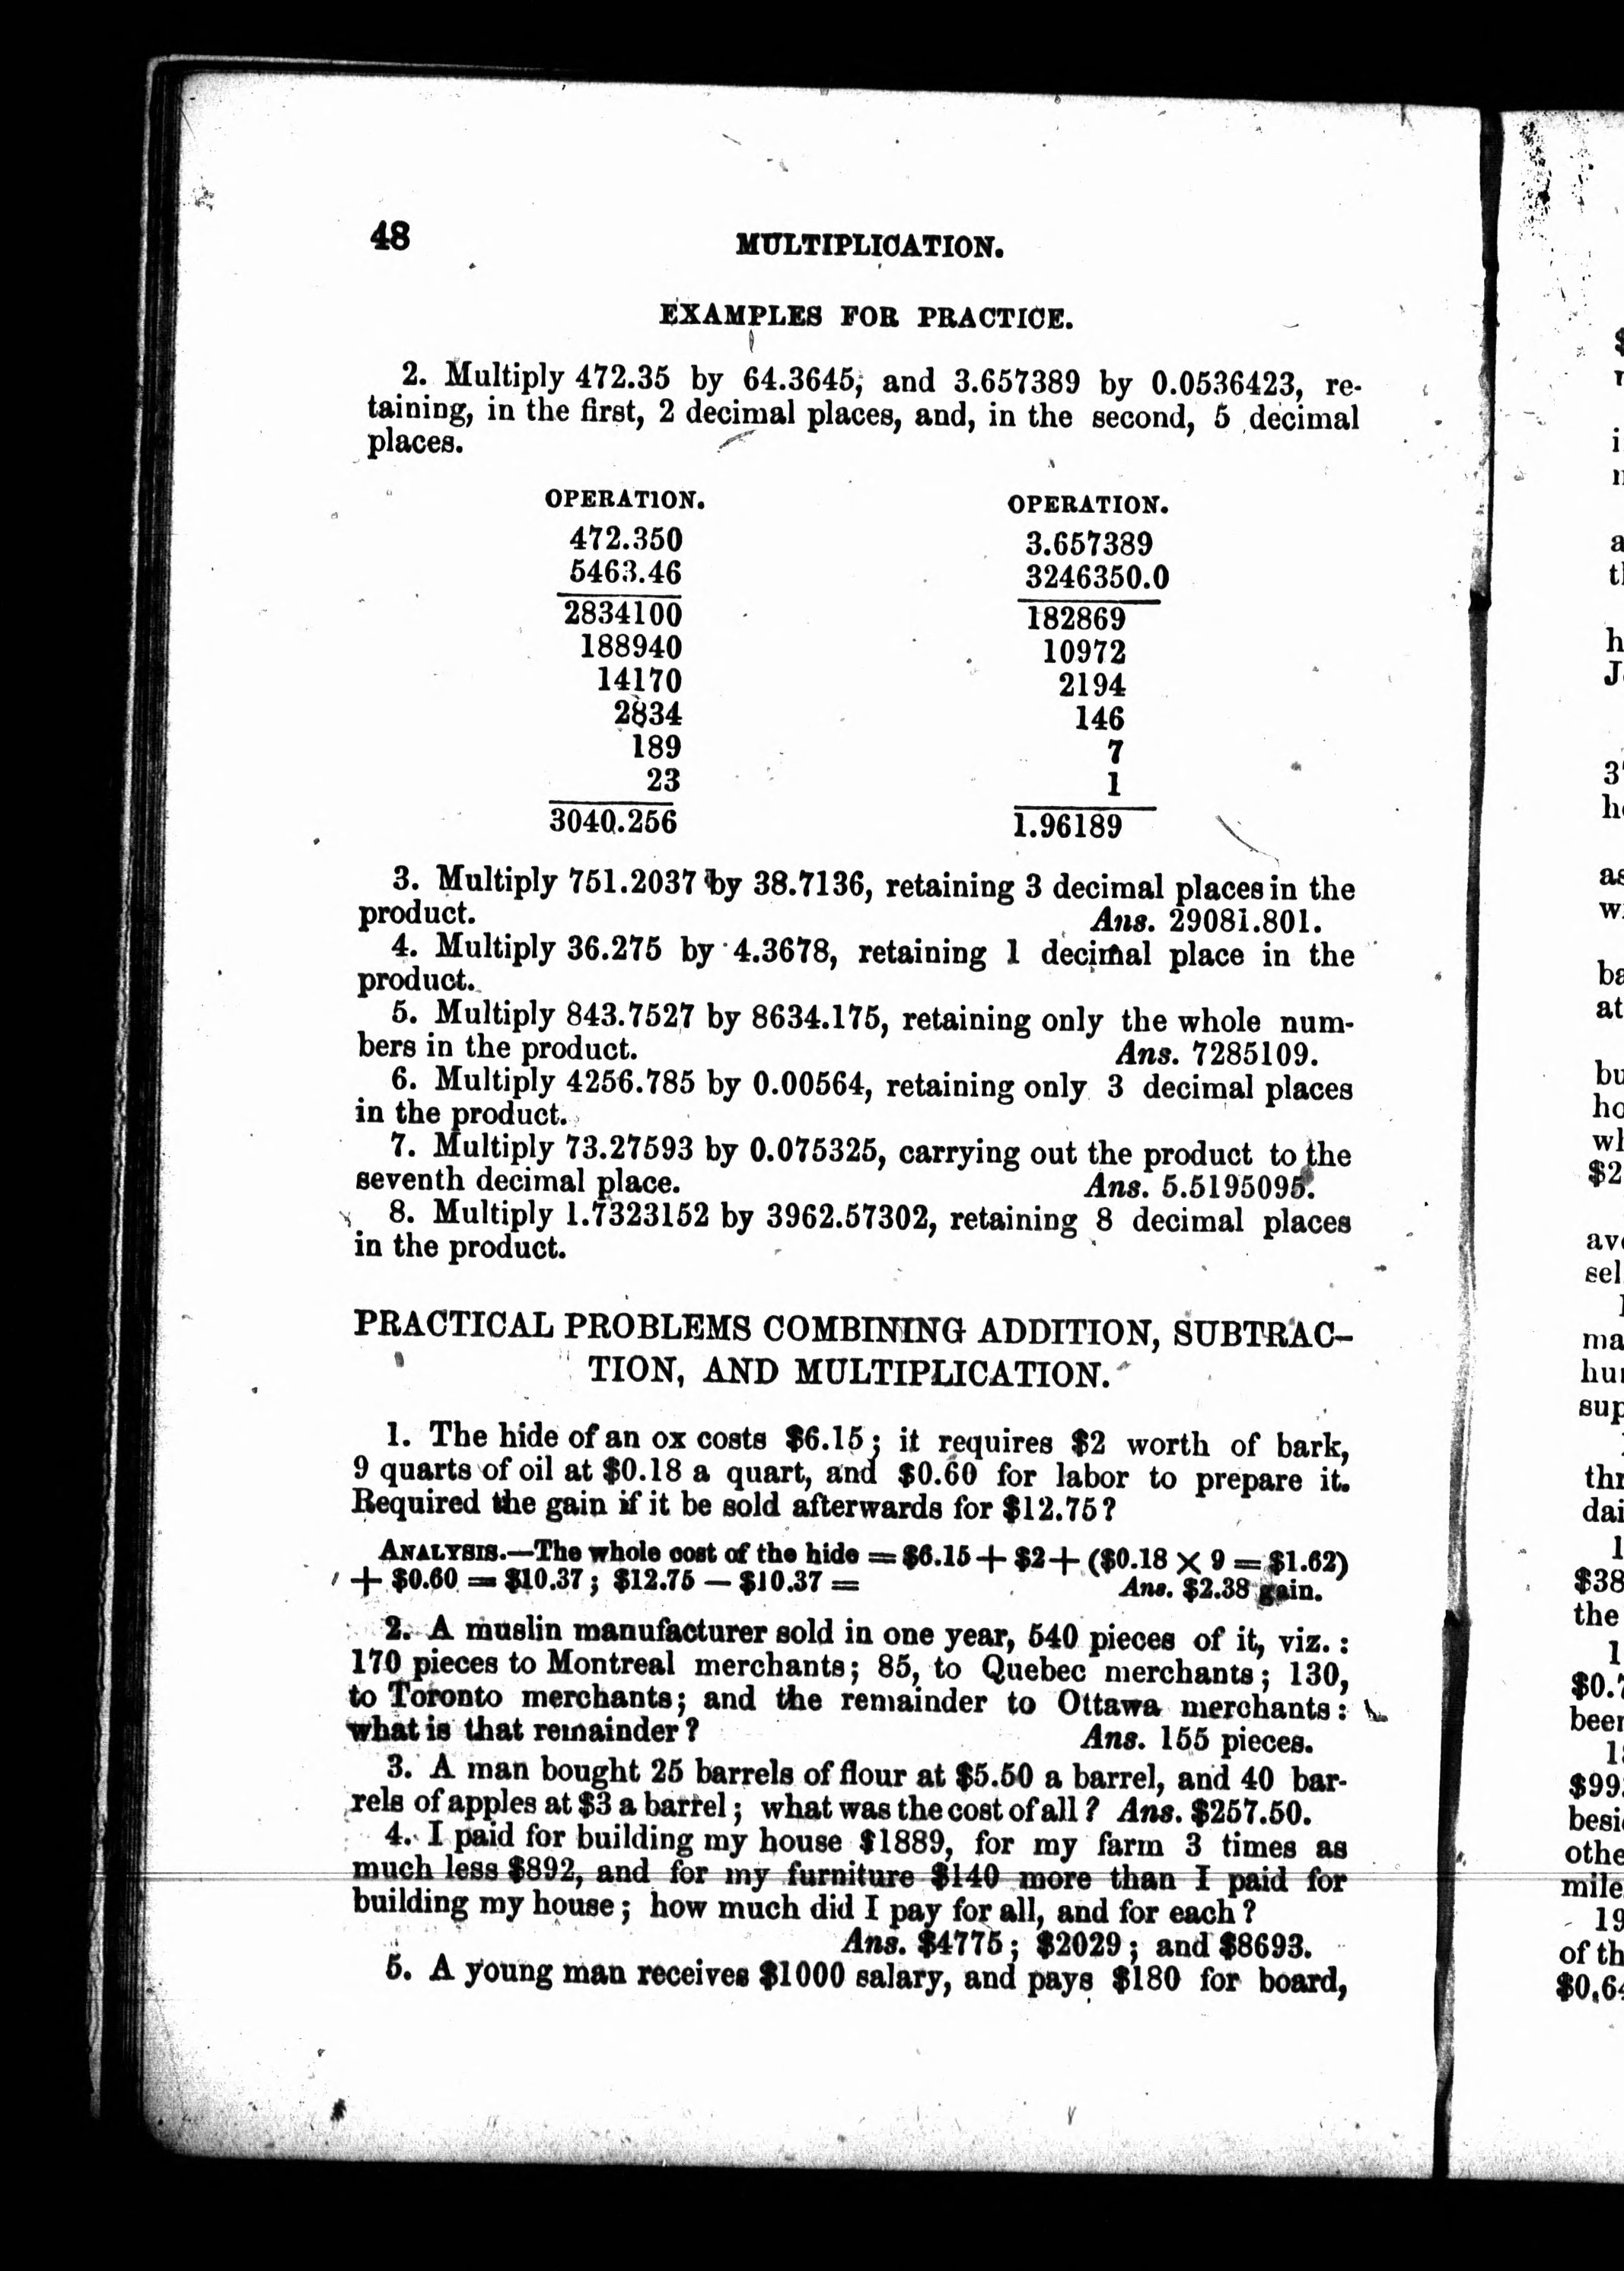 48 MULTIPLICATION.
EXAMPLES FOR PRACTICE.
2. Multiply 472.35 by 64.3645, and 3.657389 by 0.0536423, re-
taining, in the first, 2 decimal places, and, in the second, 5 decimal
places.
OPERATION.
472.350
5463.46
2834100
188940
14170
2834
189
23
3040.256
OPERATION.
3.657389
3246350.0
182869
10972
2194
146
7
1
1.96189
3. Multiply 751.2037 by 38.7136, retaining 3 decimal places in the
product. Ans. 29081.801.
4. Multiply 36.275 by 4.3678, retaining 1 decimal place in the
product.
5. Multiply 843.7527 by 8634.175, retaining only the whole num-
bers in the product. Ans. 7285109.
6. Multiply 4256.785 by 0.00564, retaining only 3 decimal places
in the product.
7. Multiply 73.27593 by 0.075325, carrying out the product to the
seventh decimal place. Ans. 5.5195095.
8. Multiply 1.7323152 by 3962.57302, retaining 8 decimal places
in the product.
PRACTICAL PROBLEMS COMBINING ADDITION, SUBTRAC-
TION, AND MULTIPLICATION.
1. The hide of an ox costs $6.15; it requires $2 worth of bark,
9 quarts of oil at $0.18 a quart, and $0.60 for labor to prepare it.
Required the gain if it be sold afterwards for $12.75?
ANALYSIS.—The whole cost of the hide = $6.15 + $2 + ($0.18 × 9 = $1.62)
+ $0.60 = $10.37; $12.75 — $10.37 = Ans. $2.38 gain.
2. A muslin manufacturer sold in one year, 540 pieces of it, viz.:
170 pieces to Montreal merchants; 85, to Quebec merchants; 130,
to Toronto merchants; and the remainder to Ottawa merchants:
what is that remainder? Ans. 155 pieces.
3. A man bought 25 barrels of flour at $5.50 a barrel, and 40 bar-
rels of apples at $3 a barrel; what was the cost of all? Ans. $257.50.
4. I paid for building my house $1889, for my farm 3 times as
much less $892, and for my furniture $140 more than I paid for
building my house; how much did I pay for all, and for each?
Ans. $4775; $2029; and $8693.
5. A young man receives $1000 salary, and pays $180 for board,